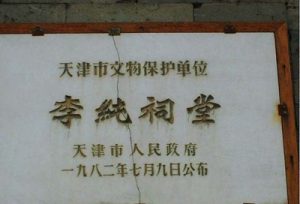 天津市文物保护单位
李純祠堂
天津市人民政府
一九八二年七月九日公布